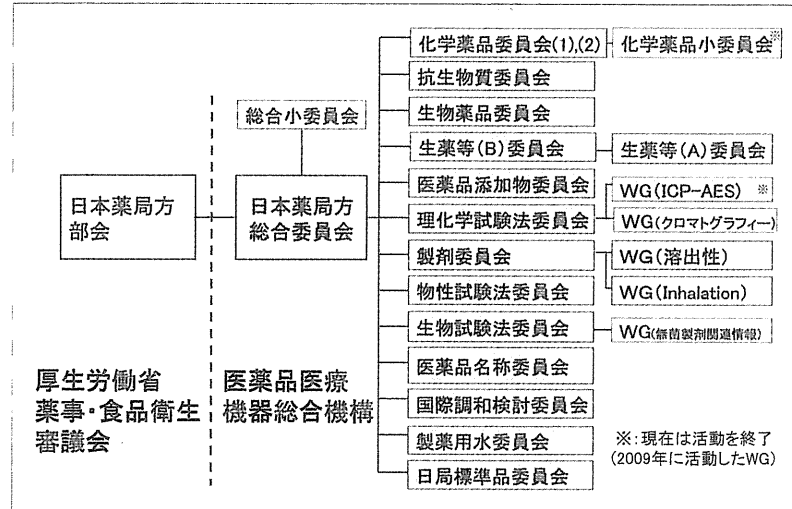 化学薬品委員会(1),(2)
化学薬品小委員会※
抗生物質委員会
生物薬品委員会
総合小委員会
生薬等(B)委員会
生薬等(A)委員会
医薬品添加物委員会
WG(ICP-AES) ※
日本薬局方
部会
日本薬局方
総合委員会
理化学試験法委員会
WG(クロマトグラフィー)
製剤委員会
WG(溶出性)
物性試験法委員会
WG(Inhalation)
生物試験法委員会
WG(無菌製剤関連情報)
医薬品名称委員会
国際調和検討委員会
製薬用水委員会
日局標準品委員会
厚生労働省
薬事・食品衛生
審議会
医薬品医療
機器総合機構
※:現在は活動を終了
(2009年に活動したWG)